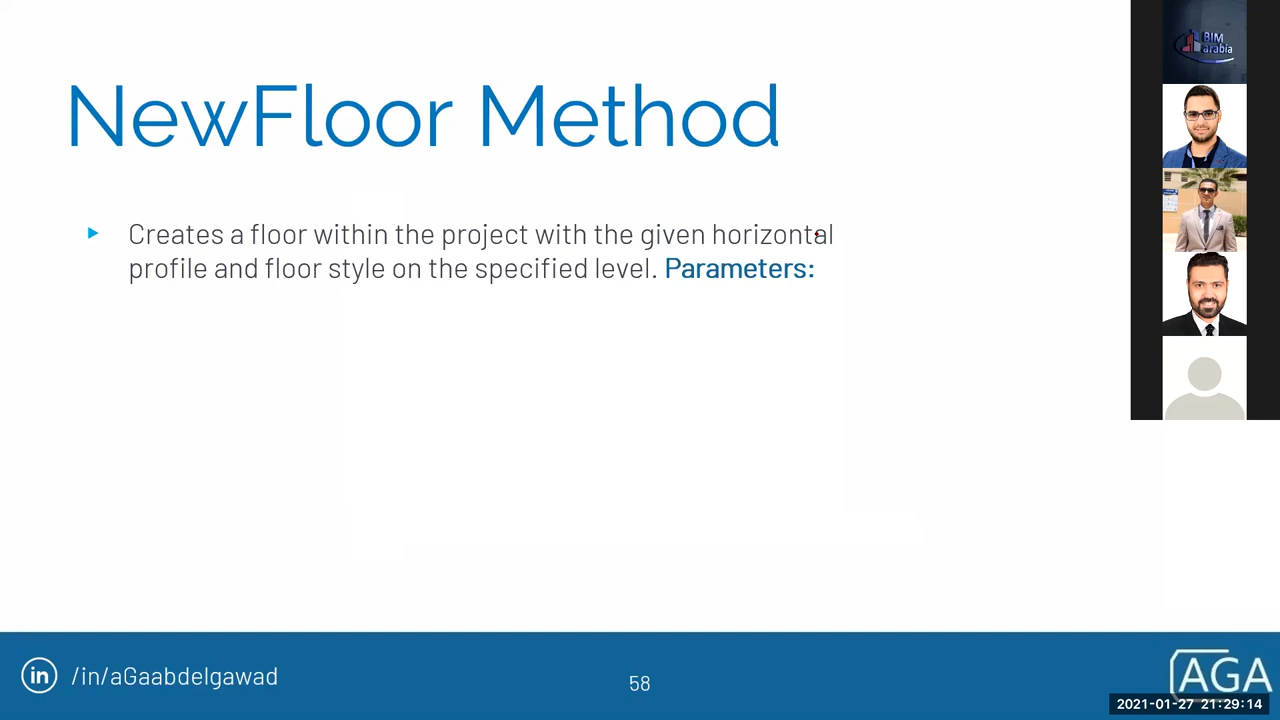 NewFloor Method
Creates a floor within the project with the given horizontal
profile and floor style on the specified level. Parameters:
BIM
arabia
in
/in/aGaabdelgawad
58
AGA
2021-01-27 21:29:14